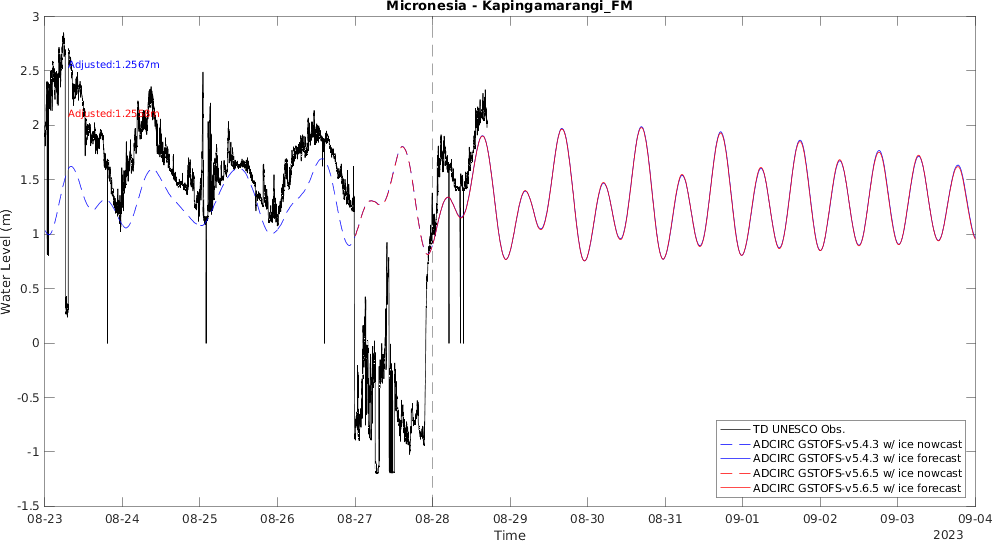 Micronesia - Kapingamarangi_FM
Water Level (m)
3
2.5
2
1.5
1
0.5
0
-0.5
-1
-1.5
Adjusted:1.2567m
TD UNESCO Obs.
ADCIRC GSTOFS-v5.4.3 w/ ice nowcast
ADCIRC GSTOFS-v5.4.3 w/ ice forecast
ADCIRC GSTOFS-v5.6.5 w/ ice nowcast
ADCIRC GSTOFS-v5.6.5 w/ ice forecast
08-23 08-24 08-25 08-26 08-27 08-28 08-29 08-30 08-31 09-01 09-02 09-03 09-04
Time
2023